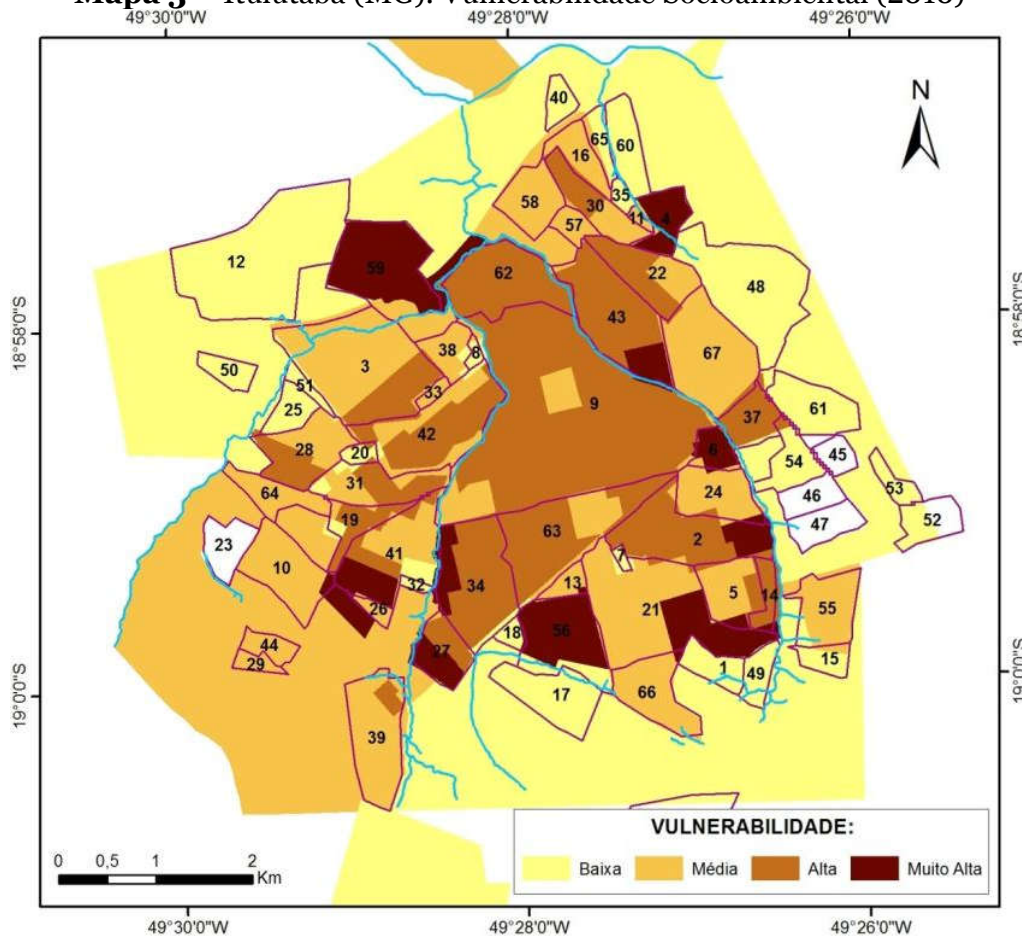 Mapa 3 – Ituiutaba (MG): Vulnerabilidade Socioambiental (2010)
49°30'0"W 49°28'0"W 49°26'0"W
N
40
65 60
16
35
58 30
11 4
57
12
59 62 22 48
18°58'0"S 18°58'0"S
43
38 8 67
3
50
51 33 9
25 37 61
42
28 20 6 54 45
31 24 46 53
64
19 63 47 52
23 41 2
7
10 32 34 13 5 14
26 21 55
44 18 56
29 27 1 49 15
17 66
19°0'0"S 19°0'0"S
39
VULNERABILIDADE:
0 0,5 1 2
Km
Baixa Média Alta Muito Alta
49°30'0"W 49°28'0"W 49°26'0"W